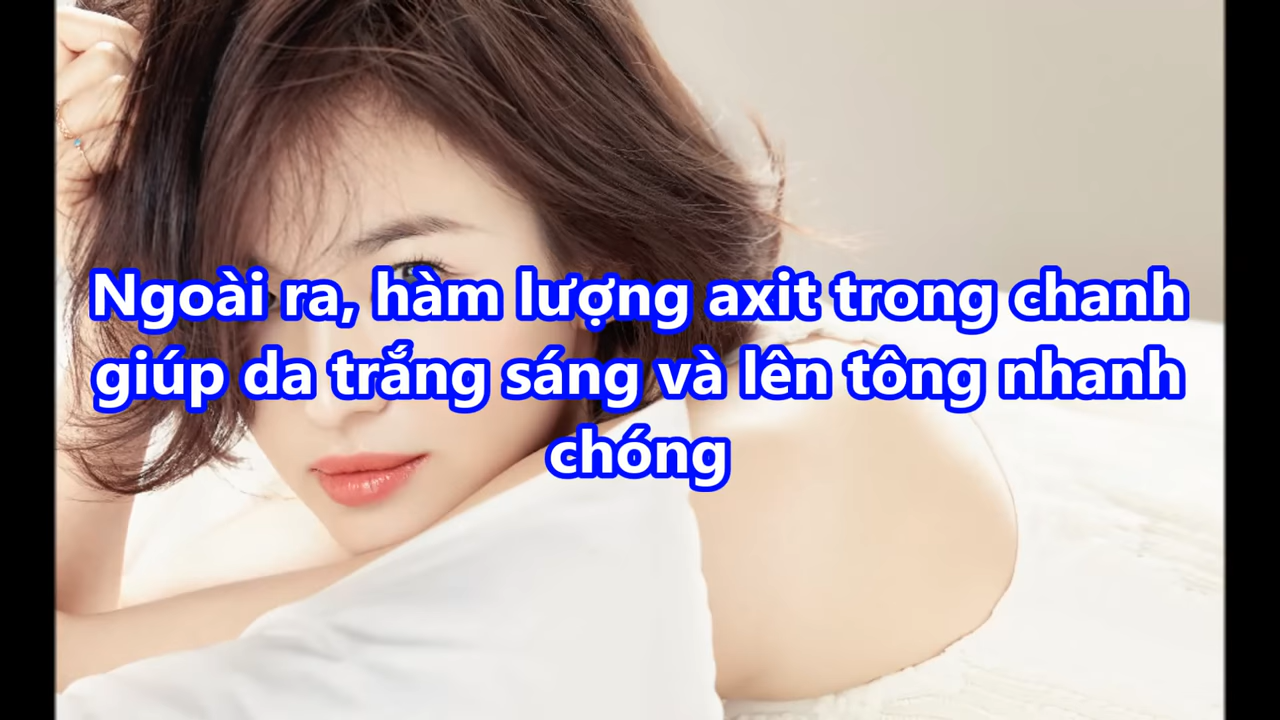 Ngoài ra, hàm lượng axit trong chanh
giúp da trắng sáng và lên tông nhanh
chóng